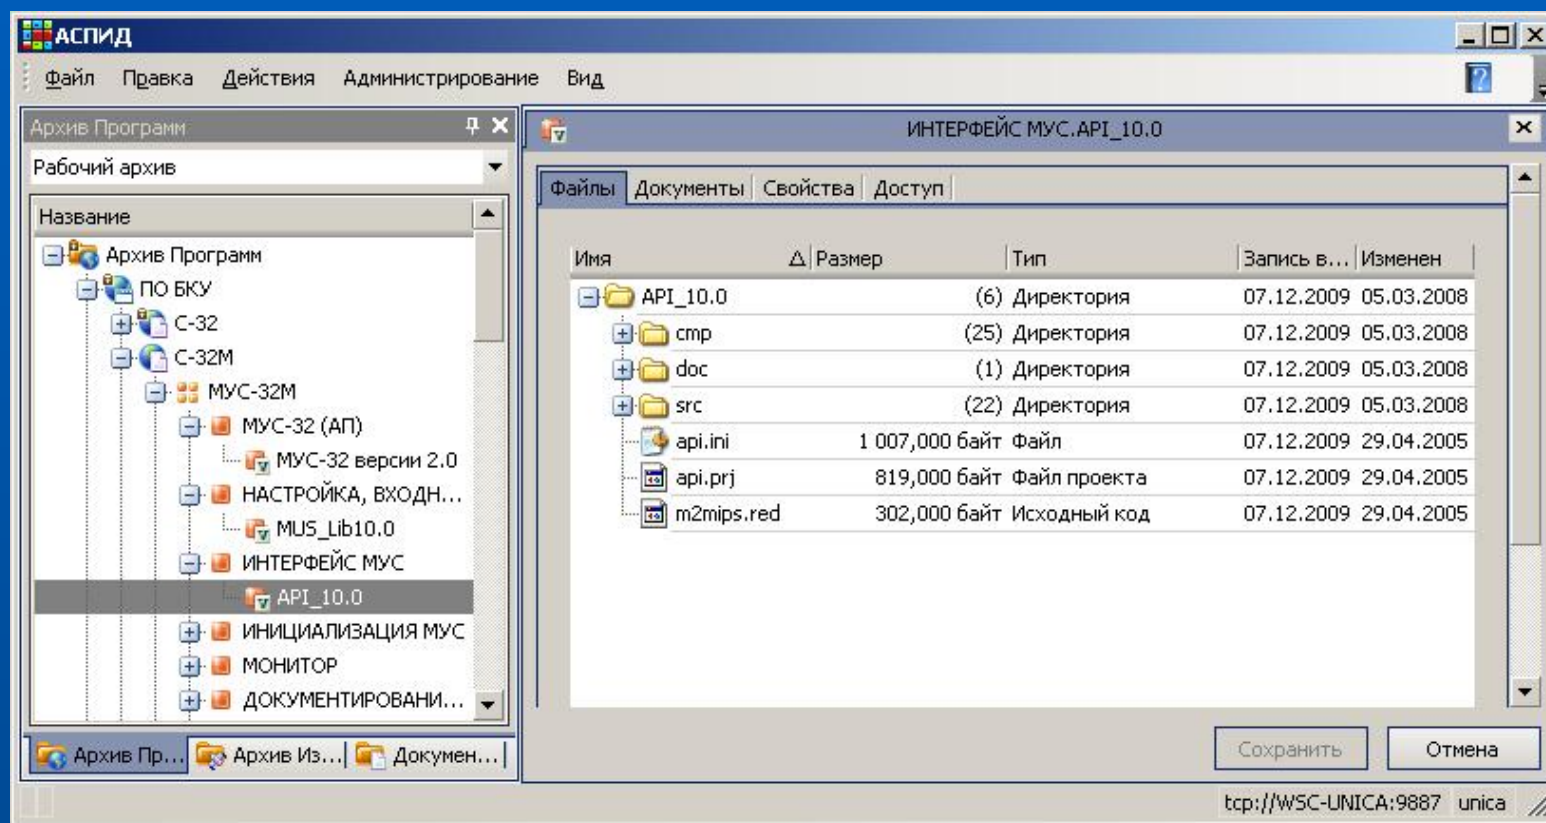 АСПИД
Файл Правка Действия Администрирование Вид
Архив Программ
ИНТЕРФЕЙС МУС.API_10.0
Рабочий архив
Файлы Документы Свойства Доступ
Название
Архив Программ
ПО БКУ
С-32
С-32М
МУС-32М
МУС-32 (АП)
МУС-32 версии 2.0
НАСТРОЙКА, ВХОДН...
MUS_Lib10.0
ИНТЕРФЕЙС МУС
API_10.0
ИНИЦИАЛИЗАЦИЯ МУС
МОНИТОР
ДОКУМЕНТИРОВАНИ...
Архив Пр... Архив Из... Докумен...
Имя Размер Тип Запись в... Изменен
API_10.0 (6) Директория 07.12.2009 05.03.2008
cmp (25) Директория 07.12.2009 05.03.2008
doc (1) Директория 07.12.2009 05.03.2008
src (22) Директория 07.12.2009 05.03.2008
api.ini 1 007,000 байт Файл 07.12.2009 29.04.2005
api.prj 819,000 байт Файл проекта 07.12.2009 29.04.2005
m2mips.red 302,000 байт Исходный код 07.12.2009 29.04.2005
Сохранить Отмена
tcp://WSC-UNICA:9887 unica